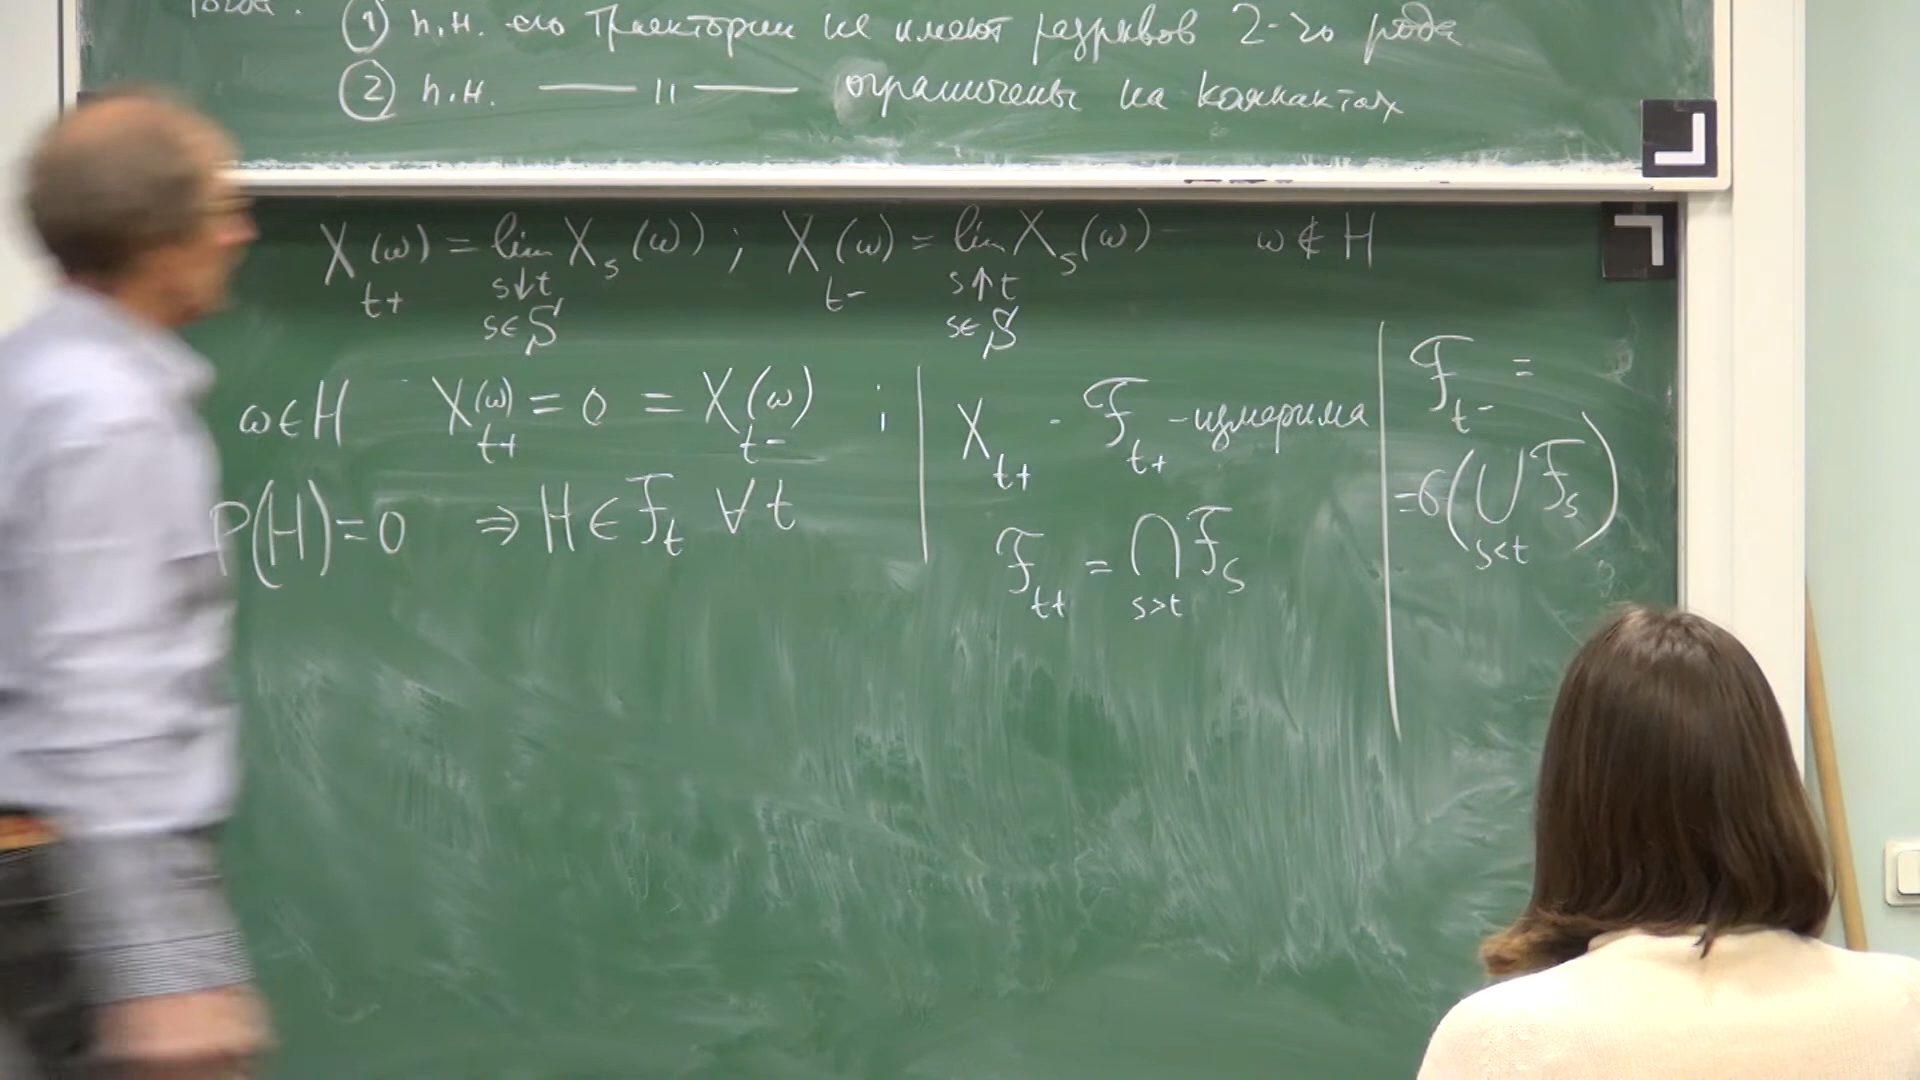 Тогда: ① п.н. его траектории не имеют разрывов 2-го рода
② п.н. —— 〃 —— ограничены на компактах
X_{t+}(ω) = lim_{s↓t, s∈S} X_s(ω) ; X_{t-}(ω) = lim_{s↑t, s∈S} X_s(ω) ω ∉ H
ω∈H X_{t+}(ω) = 0 = X_{t-}(ω) ;
P(H)=0 ⇒ H ∈ F_t ∀ t
X_{t+} - F_{t+} - измерима
F_{t+} = ⋂_{s>t} F_s
F_{t-} =
= σ(⋃_{s<t} F_s)